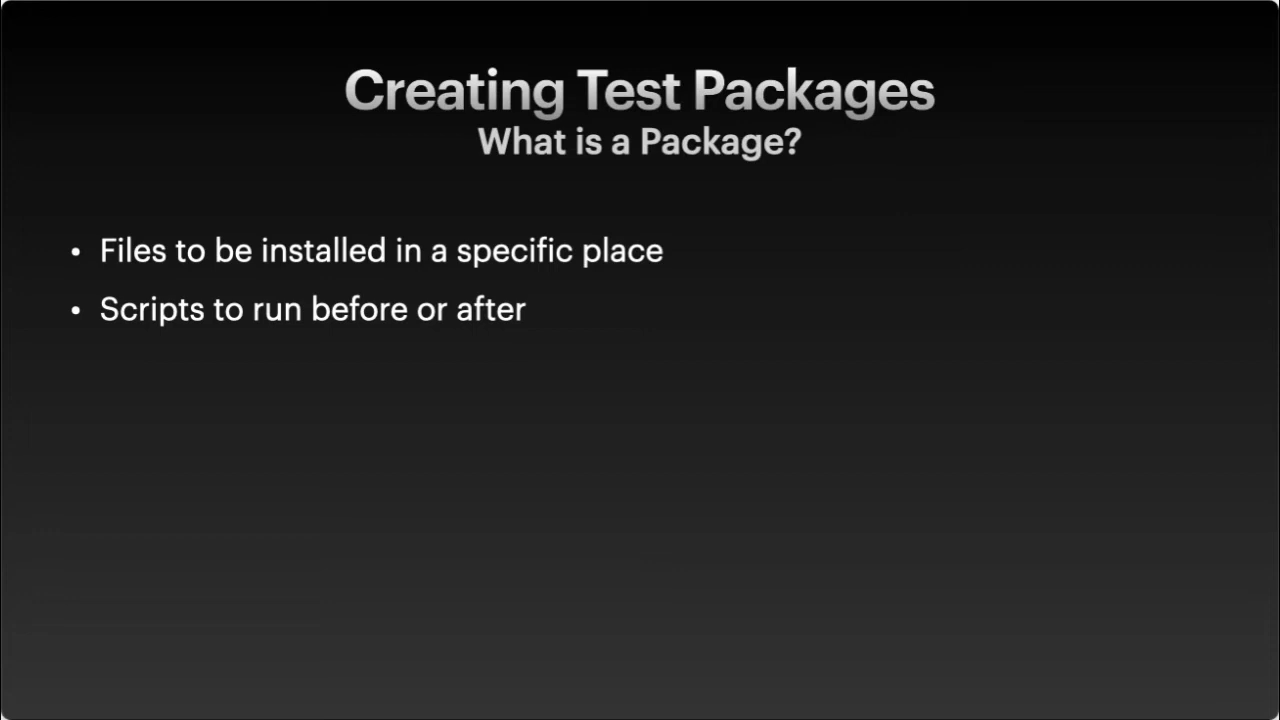 Creating Test Packages
What is a Package?
• Files to be installed in a specific place
• Scripts to run before or after